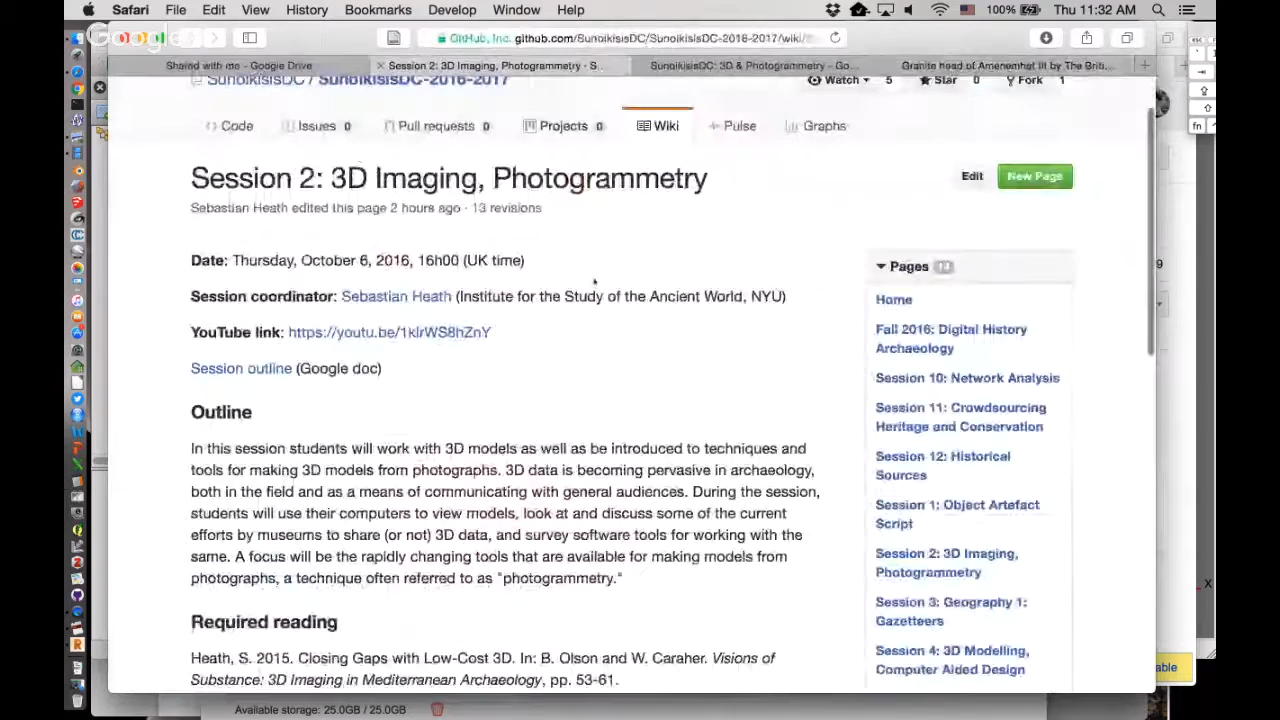 Safari File Edit View History Bookmarks Develop Window Help 100% Thu 11:32 AM
Google
GitHub, Inc. github.com/SunoikisisDC/SunoikisisDC-2016-2017/wiki/
Shared with me - Google Drive
Session 2: 3D Imaging, Photogrammetry · S...
SunoikisisDC: 3D & Photogrammetry - Go...
Granite head of Amenemhat III by The Briti...
SunoikisisDC / SunoikisisDC-2016-2017
Watch 5 Star 0 Fork 1
Code Issues 0 Pull requests 0 Projects 0 Wiki Pulse Graphs
Session 2: 3D Imaging, Photogrammetry
Edit New Page
Sebastian Heath edited this page 2 hours ago · 13 revisions
Date: Thursday, October 6, 2016, 16h00 (UK time)
Session coordinator: Sebastian Heath (Institute for the Study of the Ancient World, NYU)
YouTube link: https://youtu.be/1klrWS8hZnY
Session outline (Google doc)
Outline
In this session students will work with 3D models as well as be introduced to techniques and
tools for making 3D models from photographs. 3D data is becoming pervasive in archaeology,
both in the field and as a means of communicating with general audiences. During the session,
students will use their computers to view models, look at and discuss some of the current
efforts by museums to share (or not) 3D data, and survey software tools for working with the
same. A focus will be the rapidly changing tools that are available for making models from
photographs, a technique often referred to as "photogrammetry."
Required reading
Heath, S. 2015. Closing Gaps with Low-Cost 3D. In: B. Olson and W. Caraher. Visions of
Substance: 3D Imaging in Mediterranean Archaeology, pp. 53-61.
Pages
Home
Fall 2016: Digital History
Archaeology
Session 10: Network Analysis
Session 11: Crowdsourcing
Heritage and Conservation
Session 12: Historical
Sources
Session 1: Object Artefact
Script
Session 2: 3D Imaging,
Photogrammetry
Session 3: Geography 1:
Gazetteers
Session 4: 3D Modelling,
Computer Aided Design
fn
9
X
able
Available storage: 25.0GB / 25.0GB